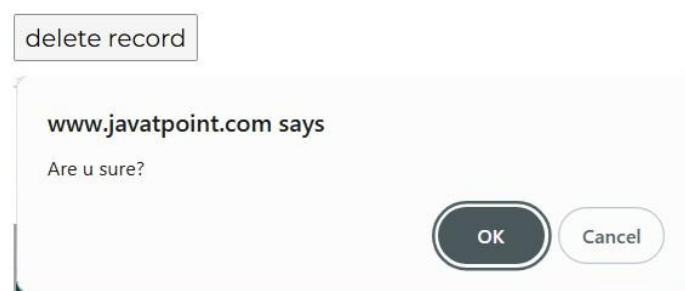 delete record
www.javatpoint.com says
Are u sure?
OK Cancel